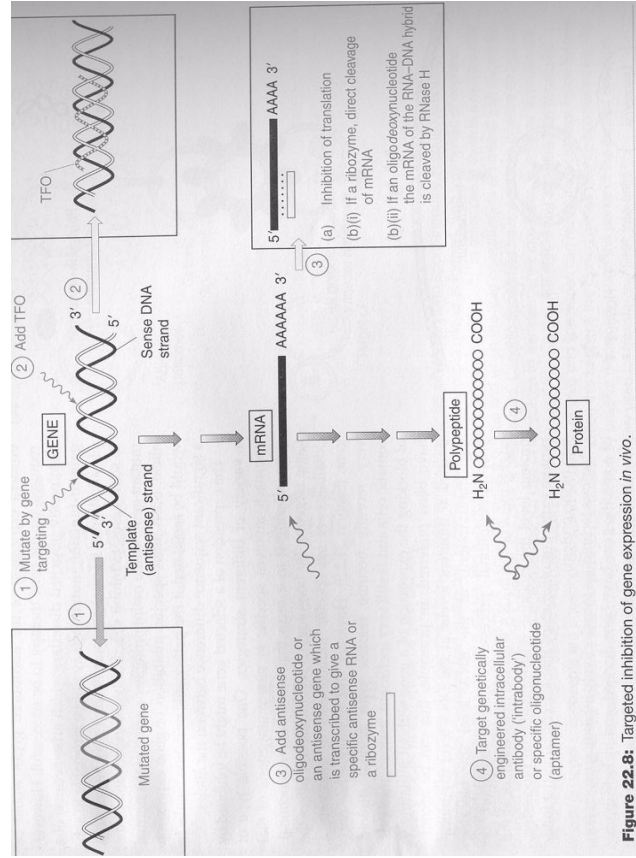 1 Mutate by gene
targeting
2 Add TFO
GENE
TFO
1
2
5′
3′
3′
5′
Template
(antisense) strand
Sense DNA
strand
Mutated gene
mRNA
5′
AAAAAA 3′
3
5′
AAAA 3′
(a) Inhibition of translation
(b)(i) If a ribozyme, direct cleavage
of mRNA
(b)(ii) If an oligodeoxynucleotide
the mRNA of the RNA–DNA hybrid
is cleaved by RNase H
3 Add antisense
oligodeoxynucleotide or
an antisense gene which
is transcribed to give a
specific antisense RNA or
a ribozyme
Polypeptide
H₂N
COOH
4
H₂N
COOH
Protein
4 Target genetically
engineered intracellular
antibody ('intrabody')
or specific oligonucleotide
(aptamer)
Figure 22.8: Targeted inhibition of gene expression in vivo.